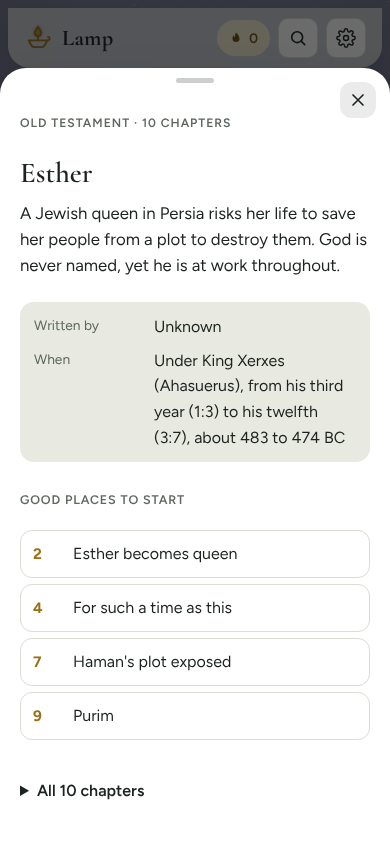 Lamp
0
OLD TESTAMENT · 10 CHAPTERS
Esther
A Jewish queen in Persia risks her life to save
her people from a plot to destroy them. God is
never named, yet he is at work throughout.
Written by Unknown
When Under King Xerxes
(Ahasuerus), from his third
year (1:3) to his twelfth
(3:7), about 483 to 474 BC
GOOD PLACES TO START
2 Esther becomes queen
4 For such a time as this
7 Haman's plot exposed
9 Purim
All 10 chapters